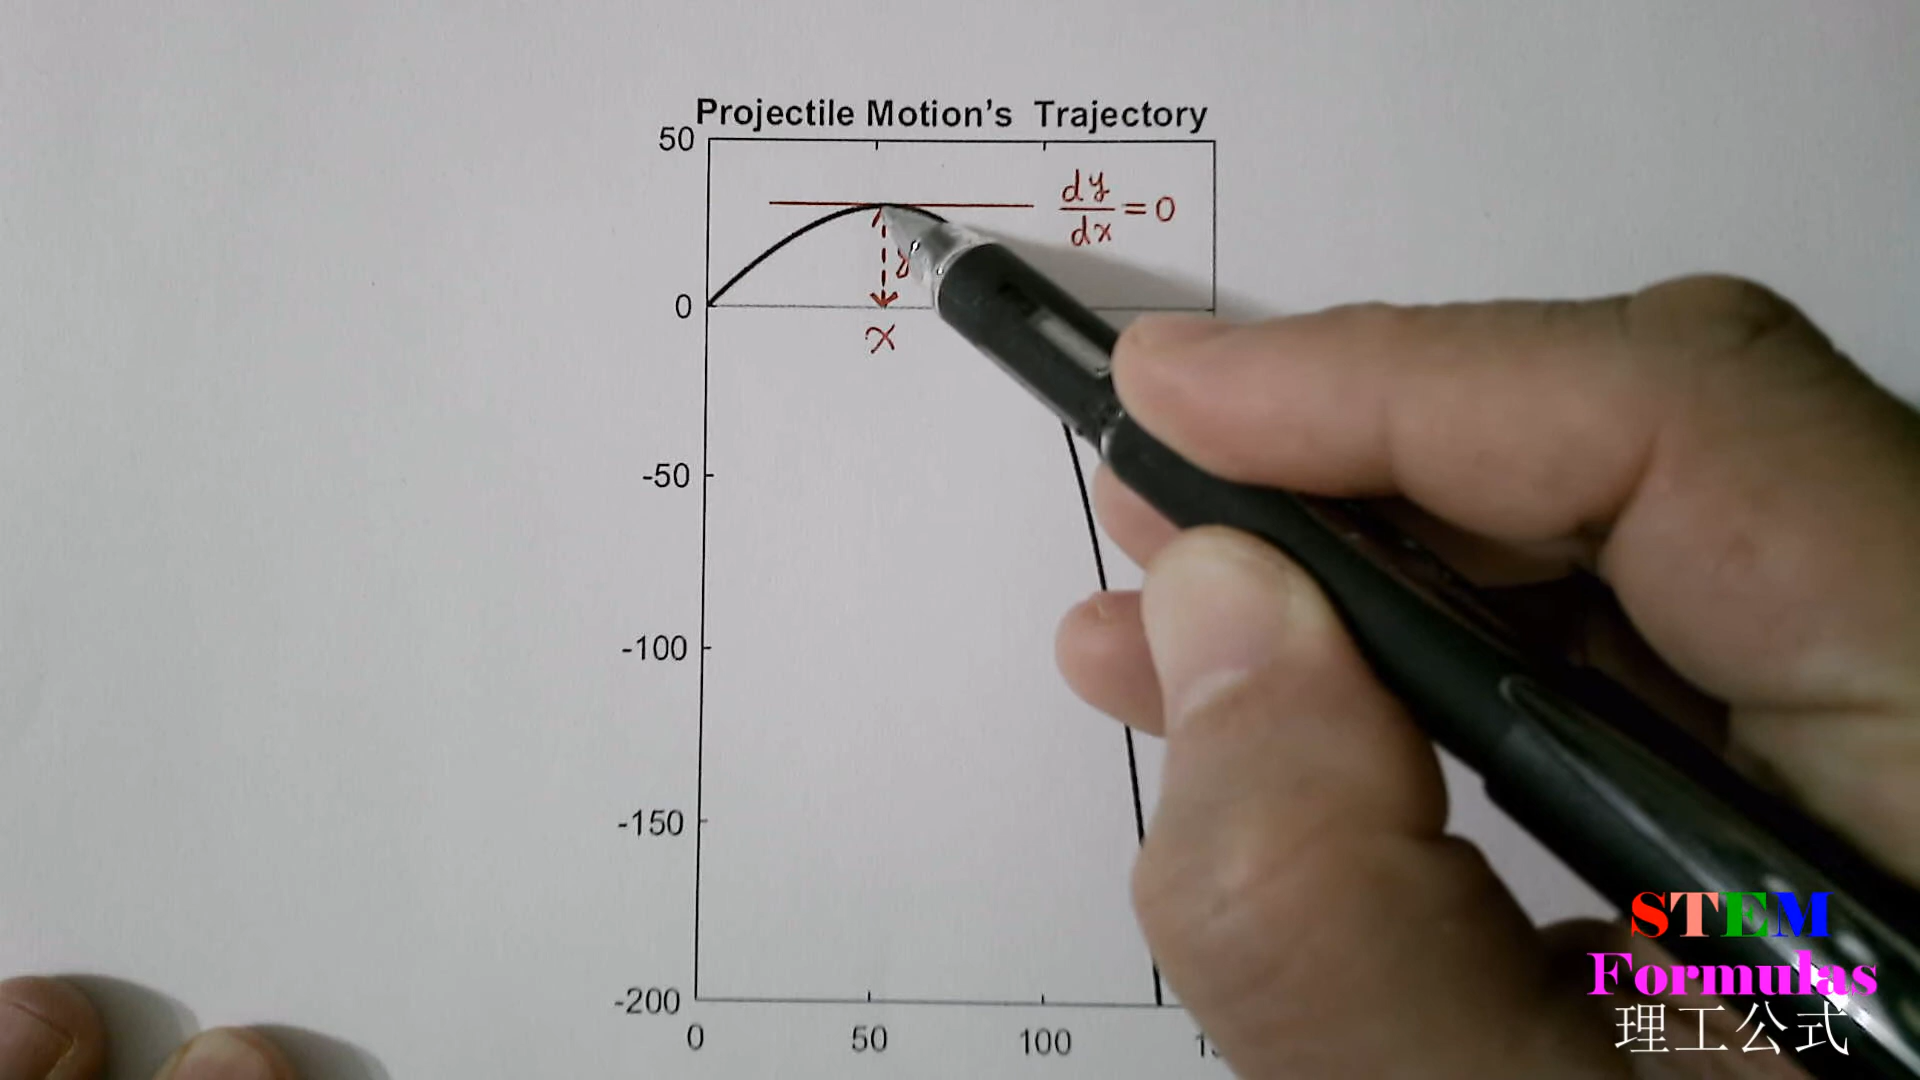 Projectile Motion’s Trajectory
50
dy
dx
=0
0
x
-50
-100
-150
-200
0
50
100
STEM
Formulas
理工公式